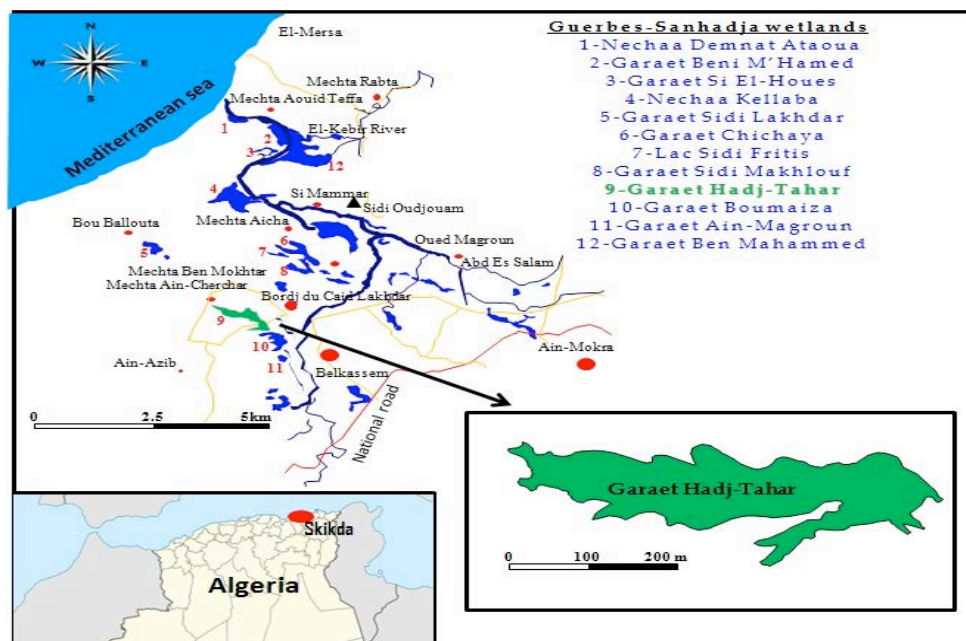 Guerbes-Sanhadja wetlands
1-Nechaa Demnat Ataoua
2-Garaet Beni M'Hamed
3-Garaet Si El-Houes
4-Nechaa Kellaba
5-Garaet Sidi Lakhdar
6-Garaet Chichaya
7-Lac Sidi Fritis
8-Garaet Sidi Makhlouf
9-Garaet Hadj-Tahar
10-Garaet Boumaiza
11-Garaet Ain-Magroun
12-Garaet Ben Mahammed
N
W
E
S
Mediterranean sea
El-Mersa
Mechta Rabta
Mechta Aouid Teffa
1
2
El-Kebir River
3
12
4
Si Mammar
Sidi Oudjouam
Bou Ballouta
Mechta Aicha
5
6
Oued Magroun
7
Abd Es Salam
Mechta Ben Mokhtar
8
Mechta Ain-Cherchar
Bordj du Caid Lakhdar
9
10
Ain-Mokra
Ain-Azib
11
Belkassem
0 2.5 5km
National road
Garaet Hadj-Tahar
0 100 200 m
Skikda
Algeria